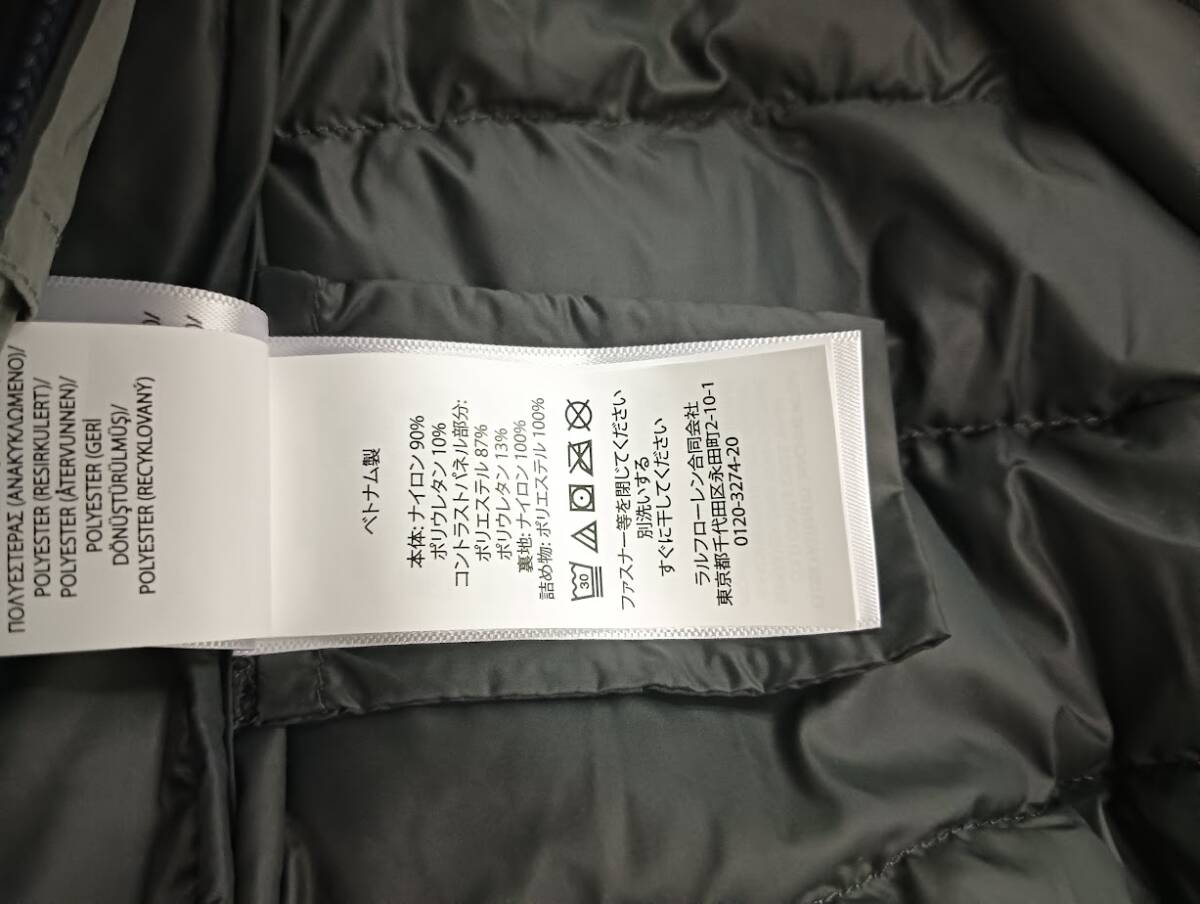 ΠΟΛΥΕΣΤΕΡΑΣ (ΑΝΑΚΥΚΛΩΜΕΝΟ)/
POLYESTER (RESIRKULERT)/
POLYESTER (ÅTERVUNNEN)/
POLYESTER (GERİ
DÖNÜŞTÜRÜLMÜŞ)/
POLYESTER (RECYKLOVANÝ)
ベトナム製
本体: ナイロン 90%
ポリウレタン 10%
コントラストパネル部分:
ポリエステル 87%
ポリウレタン 13%
裏地: ナイロン 100%
詰め物: ポリエステル 100%
30
ファスナー等を閉じてください
別洗いする
すぐに干してください
ラルフローレン合同会社
東京都千代田区永田町2-10-1
0120-3274-20